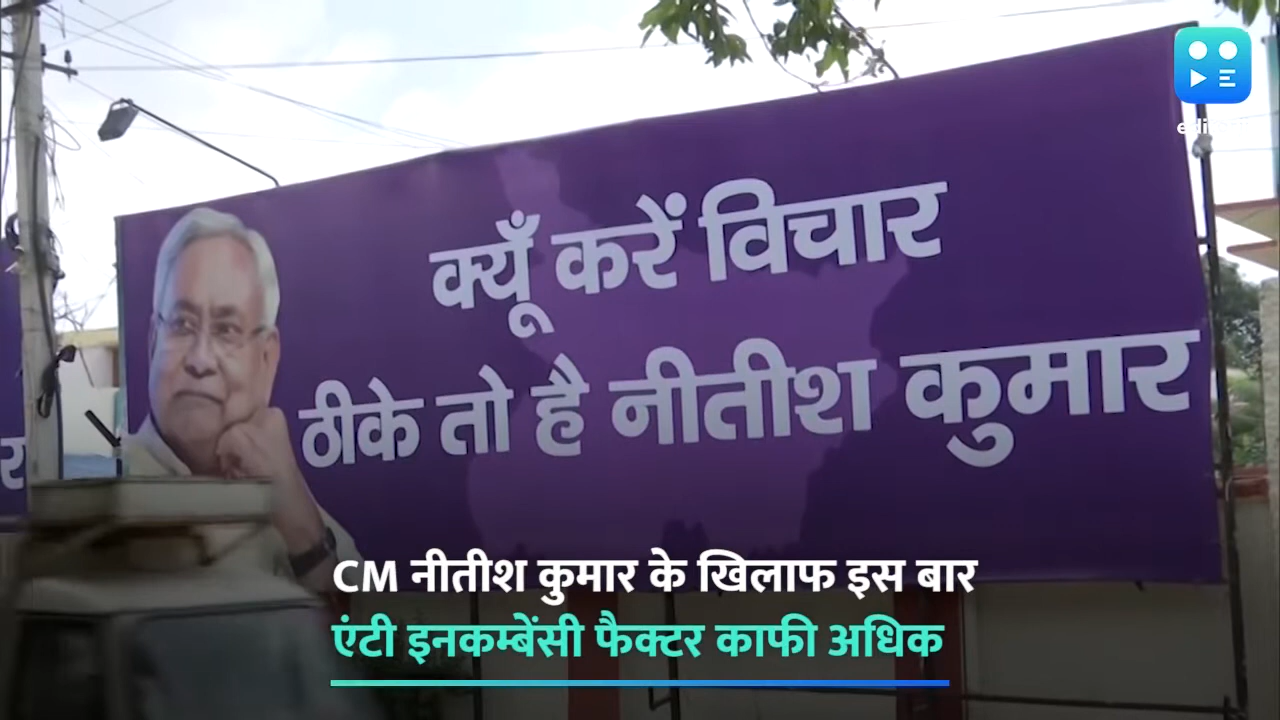 क्यूँ करें विचार
ठीके तो है नीतीश कुमार
CM नीतीश कुमार के खिलाफ इस बार
एंटी इनकम्बेंसी फैक्टर काफी अधिक